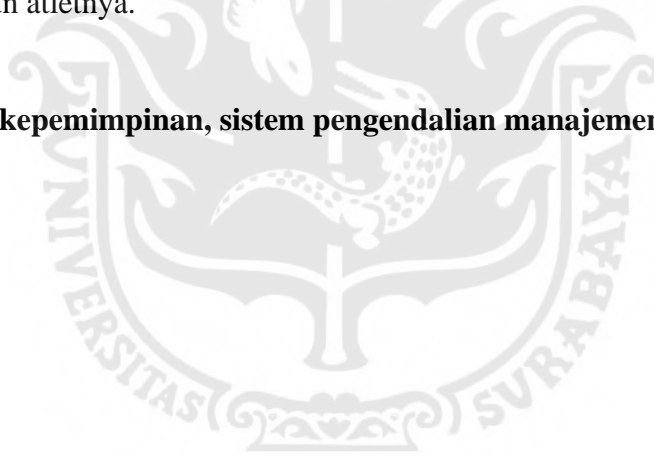 n atletnya.
kepemimpinan, sistem pengendalian manajemen
UNIVERSITAS SURABAYA